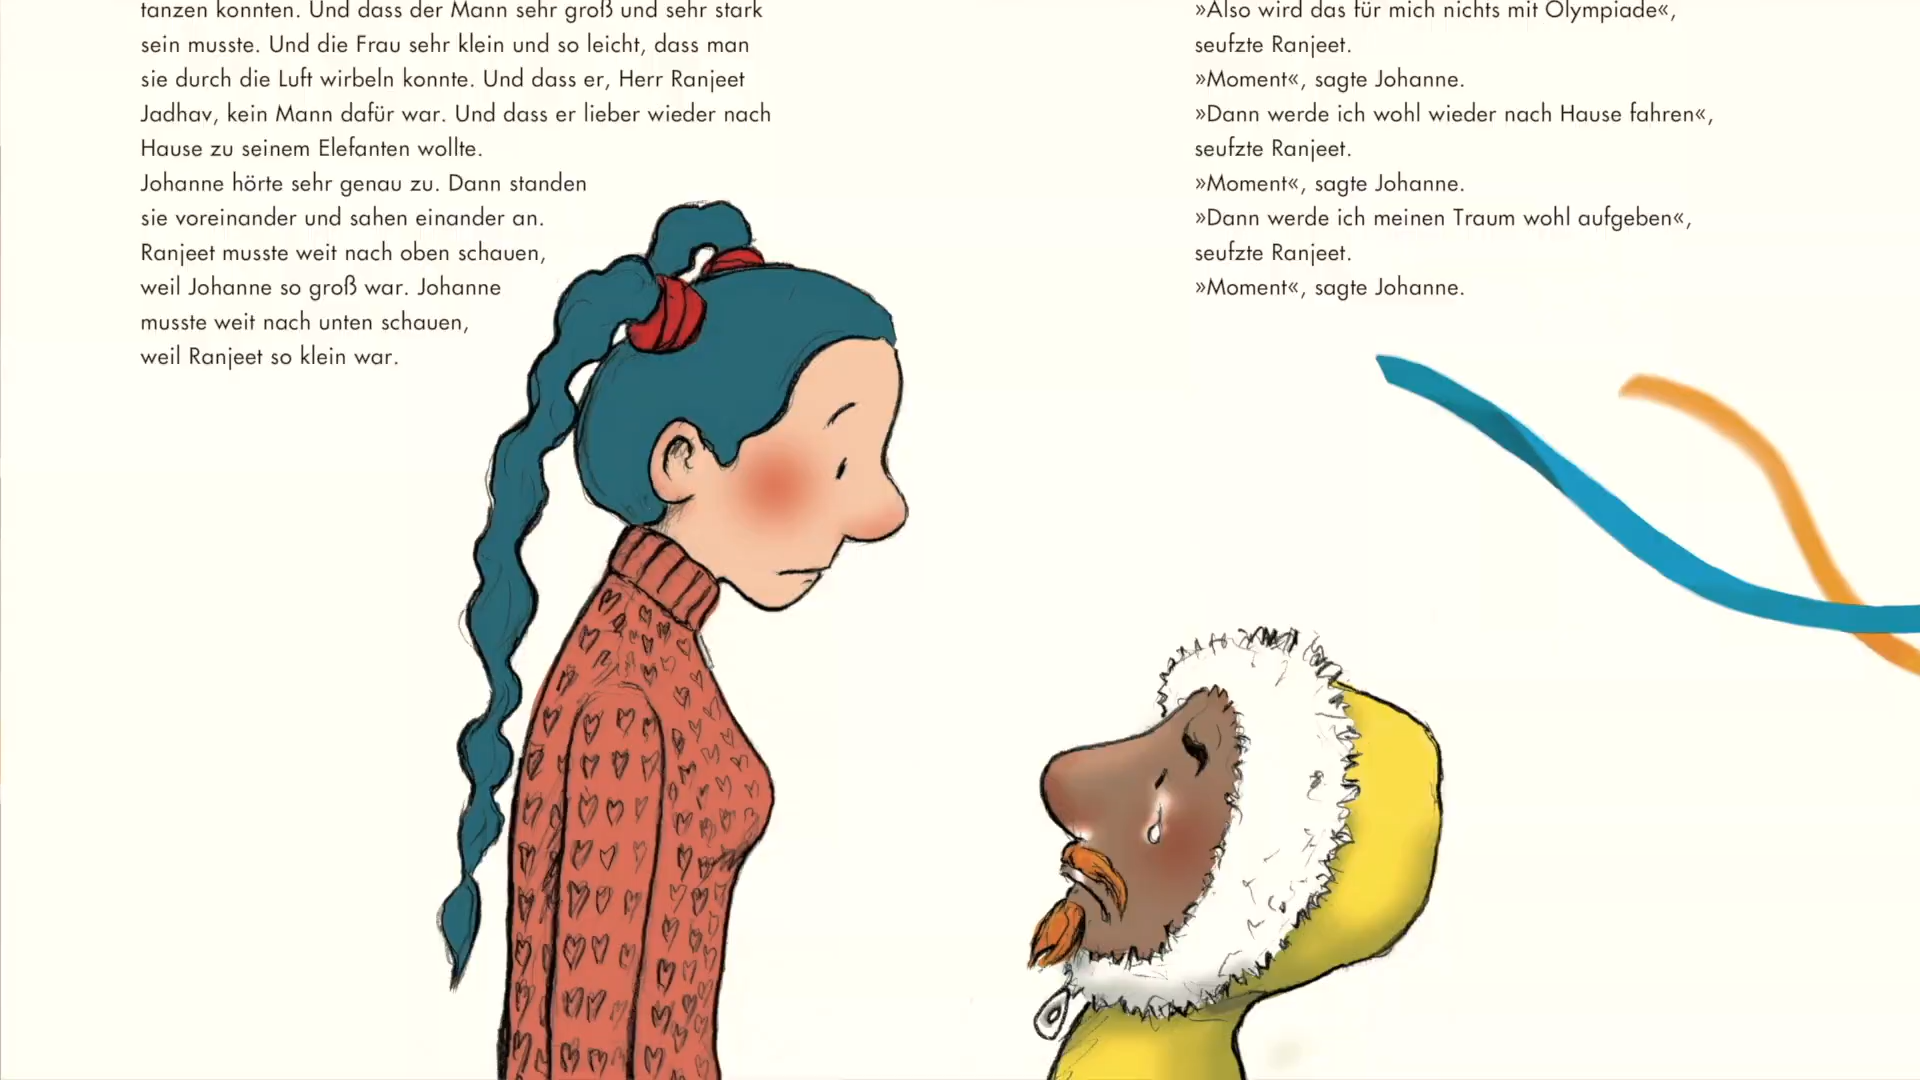 tanzen konnten. Und dass der Mann sehr groß und sehr stark
sein musste. Und die Frau sehr klein und so leicht, dass man
sie durch die Luft wirbeln konnte. Und dass er, Herr Ranjeet
Jadhav, kein Mann dafür war. Und dass er lieber wieder nach
Hause zu seinem Elefanten wollte.
Johanne hörte sehr genau zu. Dann standen
sie voreinander und sahen einander an.
Ranjeet musste weit nach oben schauen,
weil Johanne so groß war. Johanne
musste weit nach unten schauen,
weil Ranjeet so klein war.
»Also wird das für mich nichts mit Olympiade«,
seufzte Ranjeet.
»Moment«, sagte Johanne.
»Dann werde ich wohl wieder nach Hause fahren«,
seufzte Ranjeet.
»Moment«, sagte Johanne.
»Dann werde ich meinen Traum wohl aufgeben«,
seufzte Ranjeet.
»Moment«, sagte Johanne.